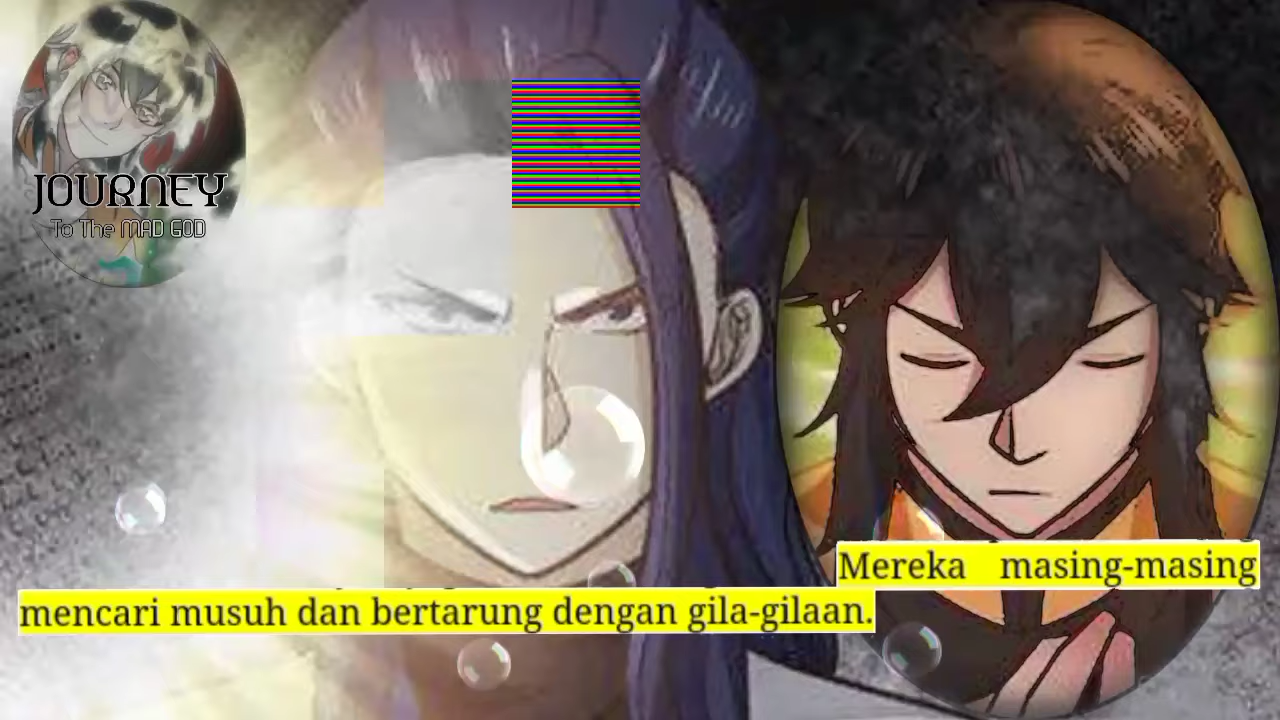 JOURNEY
To The MAD GOD
Mereka masing-masing
mencari musuh dan bertarung dengan gila-gilaan.